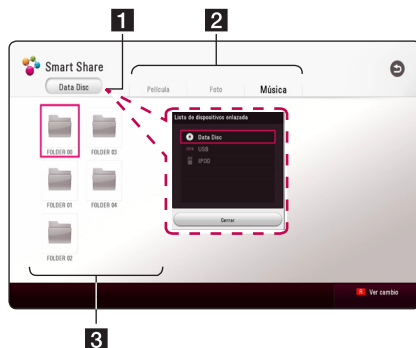 1
2
Smart Share
Data Disc
Película
Foto
Música
Lista de dispositivos enlazada
Data Disc
USB
IPOD
Cerrar
FOLDER 00
FOLDER 03
FOLDER 01
FOLDER 04
FOLDER 02
R Ver cambio
3